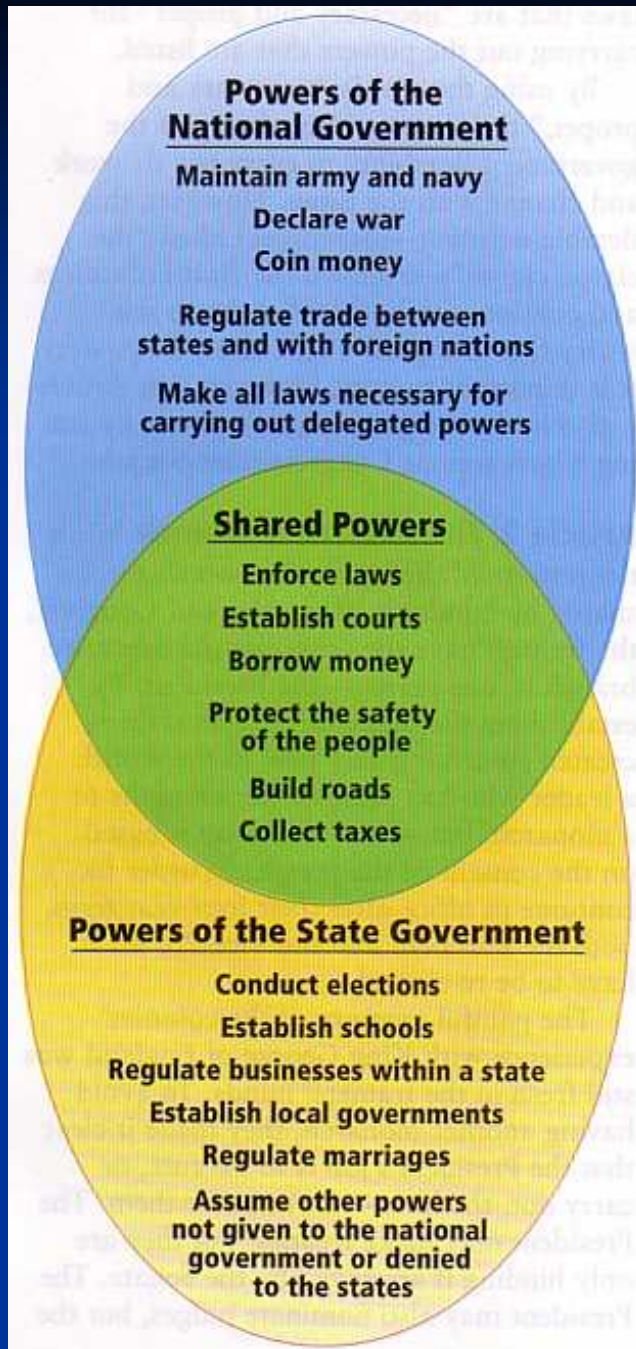 Powers of the
National Government
Maintain army and navy
Declare war
Coin money
Regulate trade between
states and with foreign nations
Make all laws necessary for
carrying out delegated powers
Shared Powers
Enforce laws
Establish courts
Borrow money
Protect the safety
of the people
Build roads
Collect taxes
Powers of the State Government
Conduct elections
Establish schools
Regulate businesses within a state
Establish local governments
Regulate marriages
Assume other powers
not given to the national
government or denied
to the states